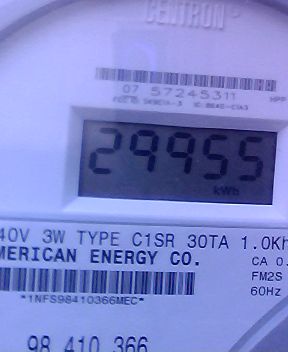 CENTRON®
07 57245311
29955
kWh
40V 3W TYPE C1SR 30TA 1.0Kh
MERICAN ENERGY CO.
CA 0.
FM2S
60Hz
*1NFS98410366MEC*
98 410 366